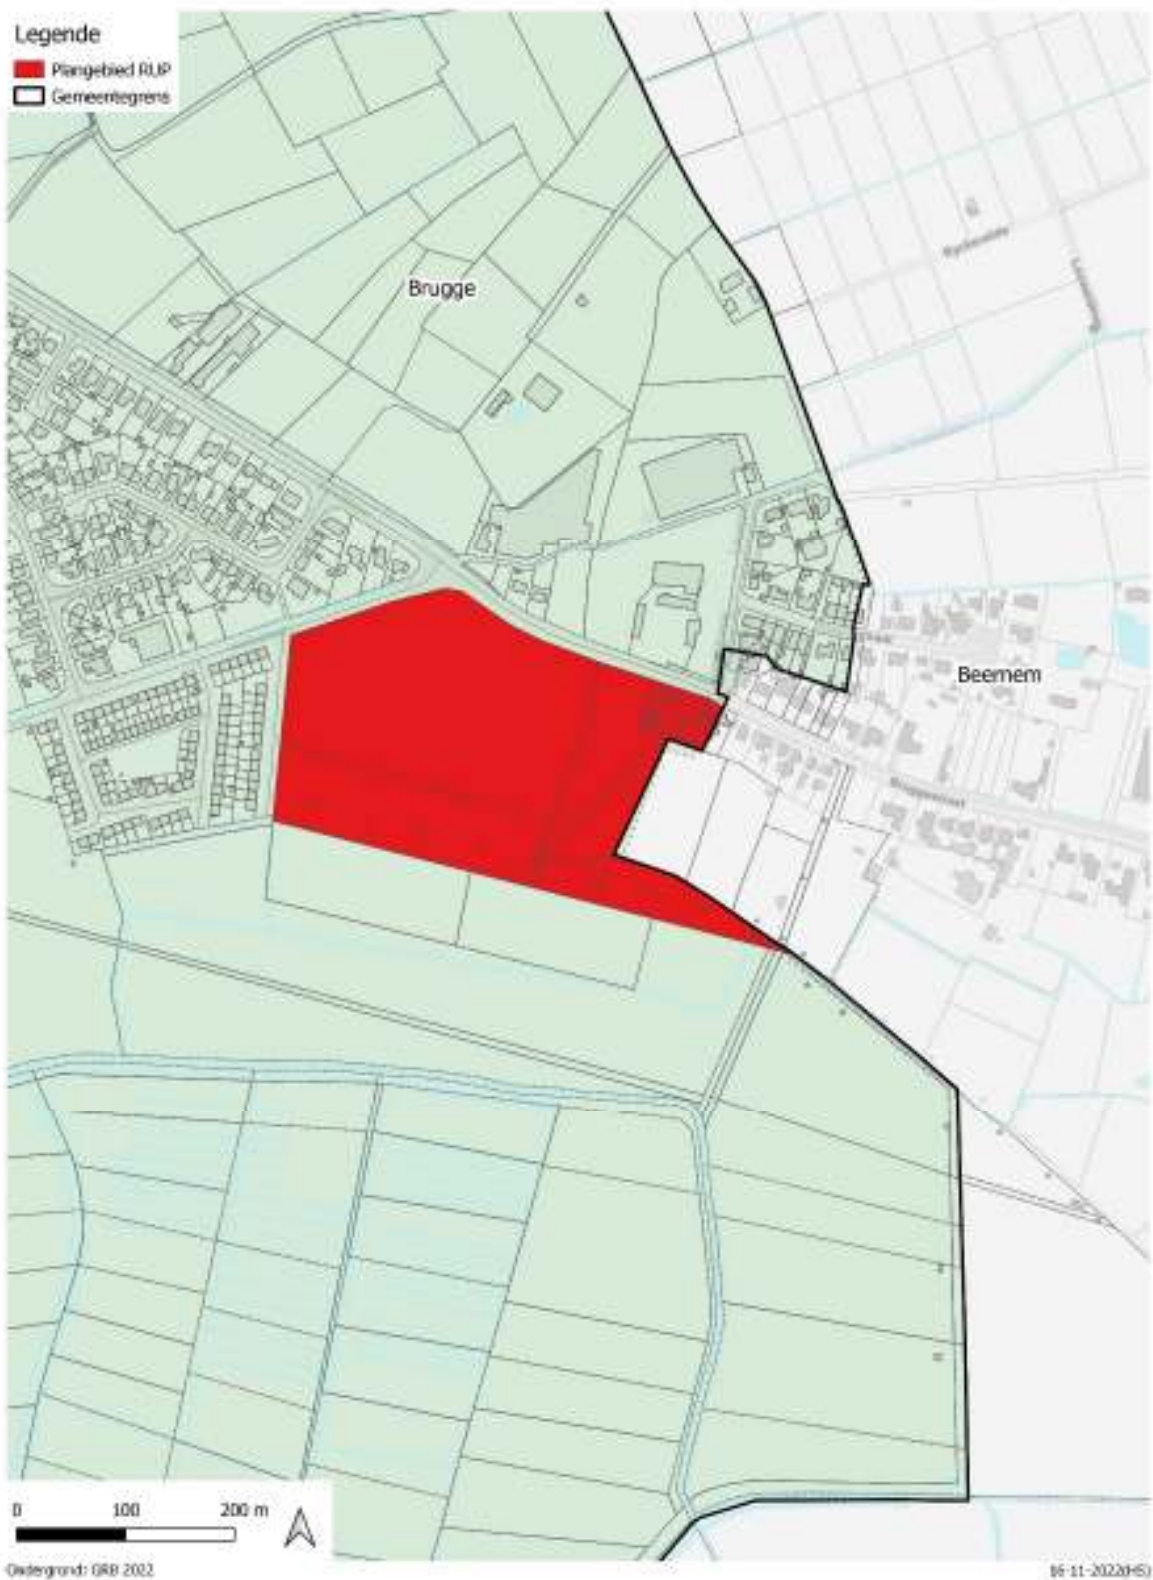 Legende
Plangebied RUP
Gemeentegrens
Brugge
Beernem
0 100 200 m
Ondergrond: GRB 2022
16-11-2022(HS)